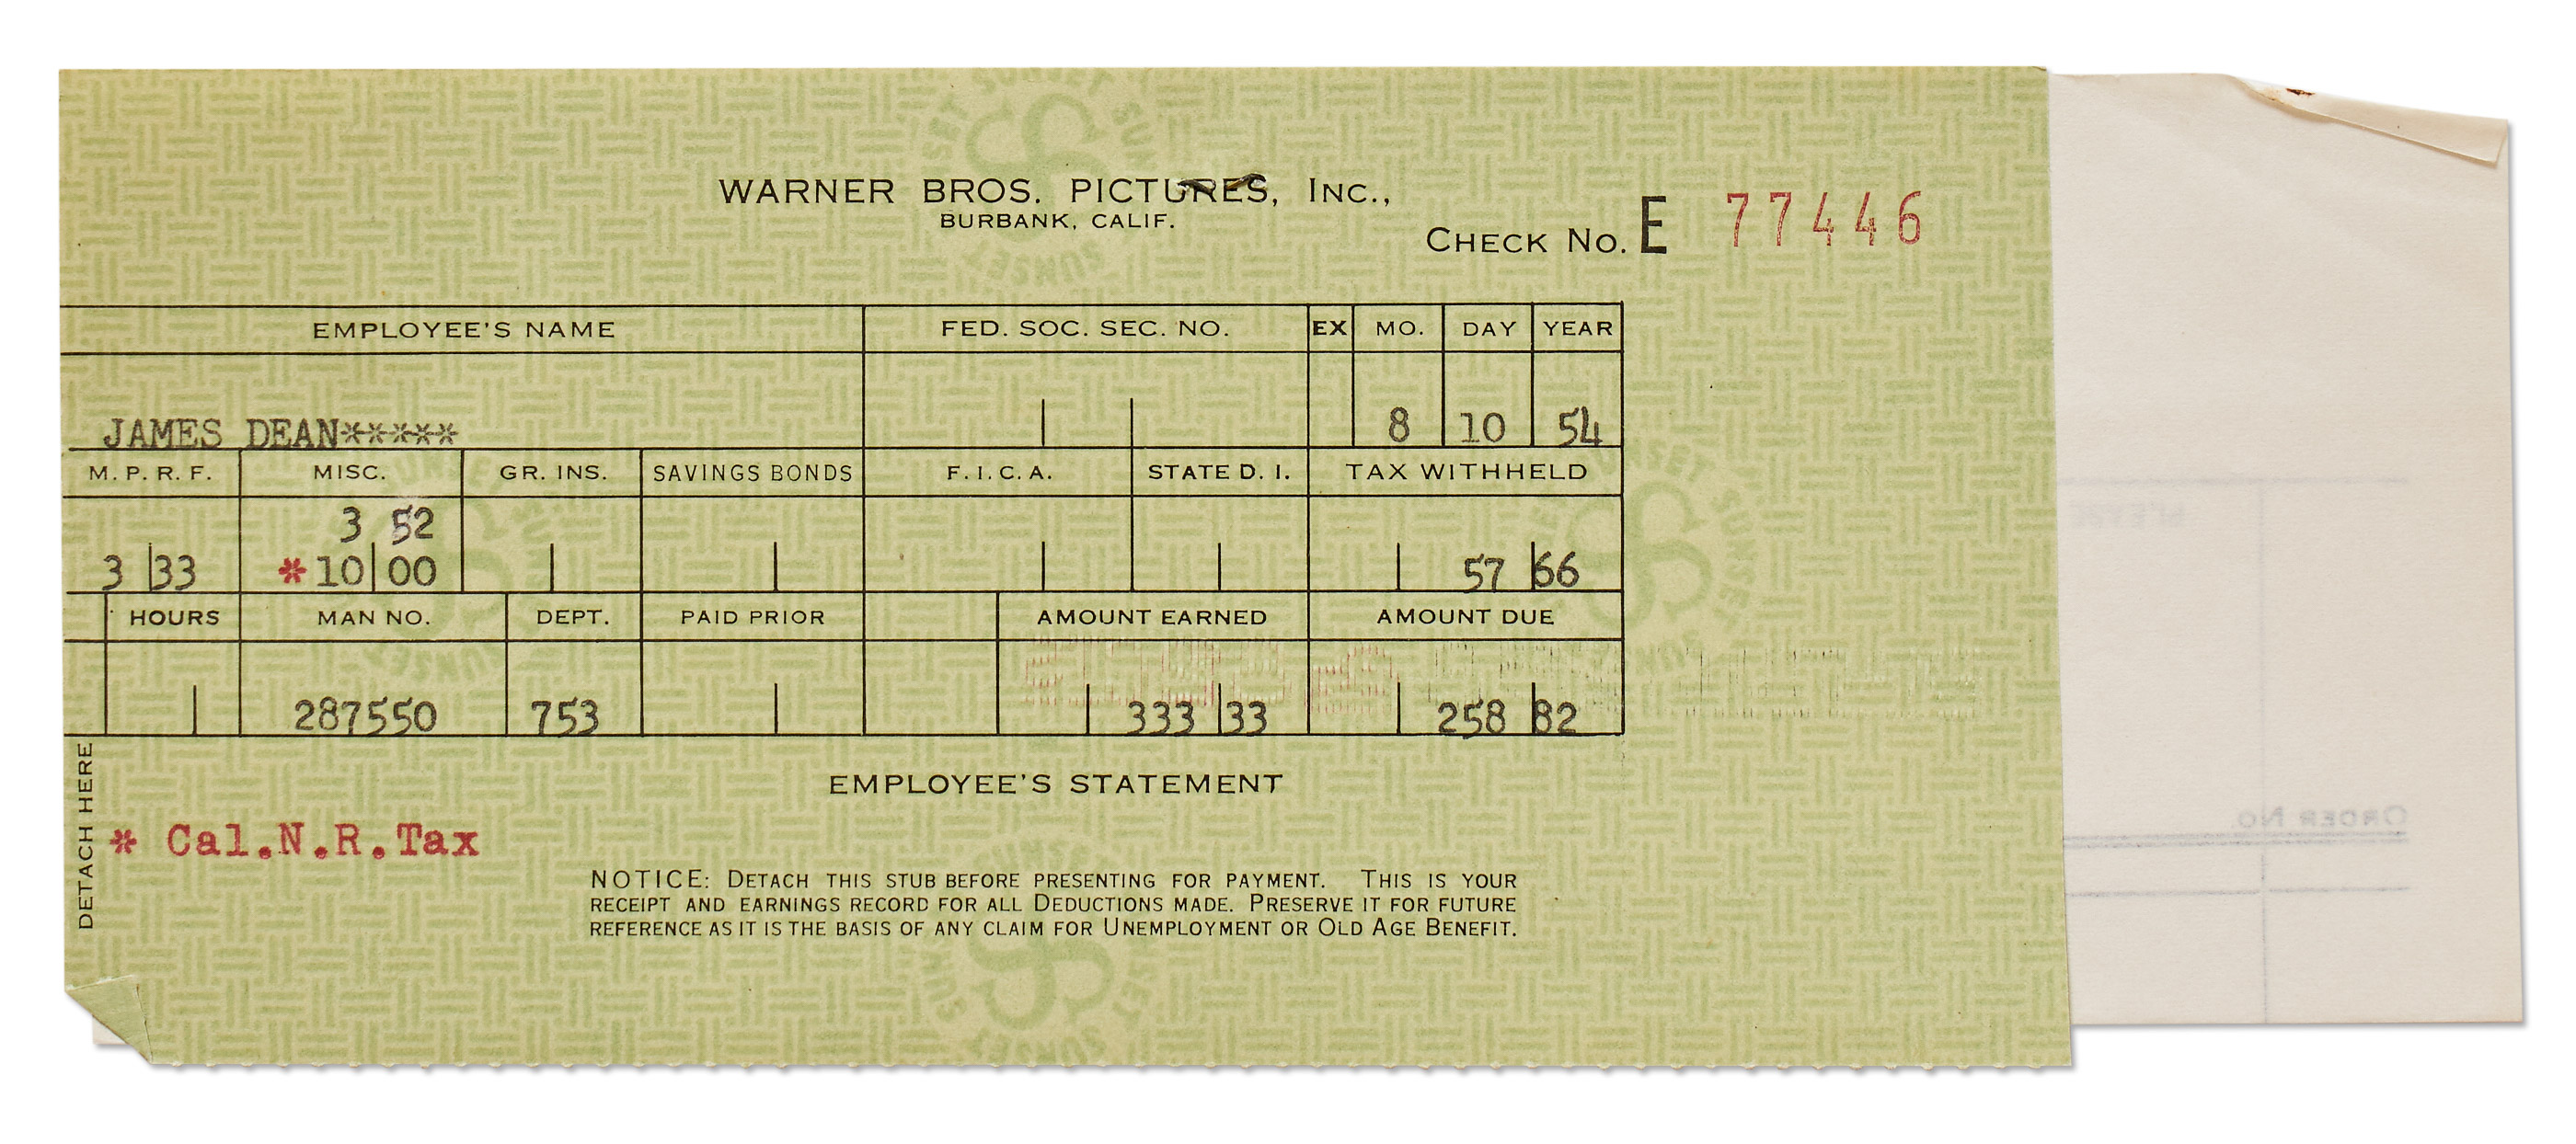 WARNER BROS. PICTURES, INC.,
BURBANK, CALIF.
CHECK NO. E 77446
EMPLOYEE'S NAME FED. SOC. SEC. NO. EX MO. DAY YEAR
JAMES DEAN***** 8 10 54
M. P. R. F. MISC. GR. INS. SAVINGS BONDS F. I. C. A. STATE D. I. TAX WITHHELD
3 52
3 33 *10 00 57 66
HOURS MAN NO. DEPT. PAID PRIOR AMOUNT EARNED AMOUNT DUE
287550 753 333 33 258 82
DETACH HERE
EMPLOYEE'S STATEMENT
* Cal.N.R.Tax
NOTICE: DETACH THIS STUB BEFORE PRESENTING FOR PAYMENT. THIS IS YOUR
RECEIPT AND EARNINGS RECORD FOR ALL DEDUCTIONS MADE. PRESERVE IT FOR FUTURE
REFERENCE AS IT IS THE BASIS OF ANY CLAIM FOR UNEMPLOYMENT OR OLD AGE BENEFIT.
SUNSET SUNSET
ORDER NO.